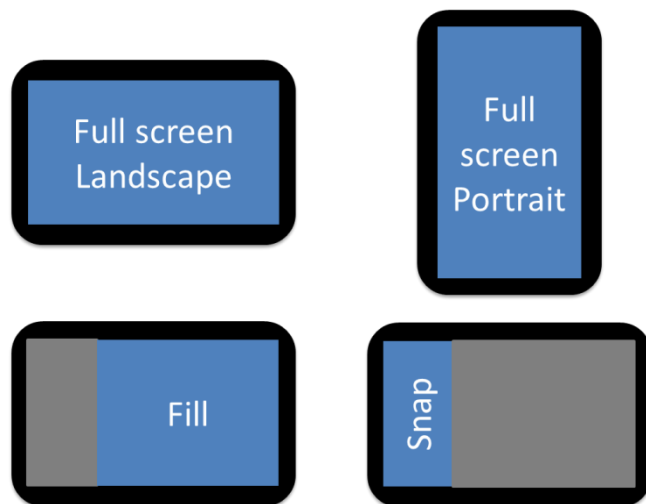 Full screen
Landscape
Full
screen
Portrait
Fill
Snap